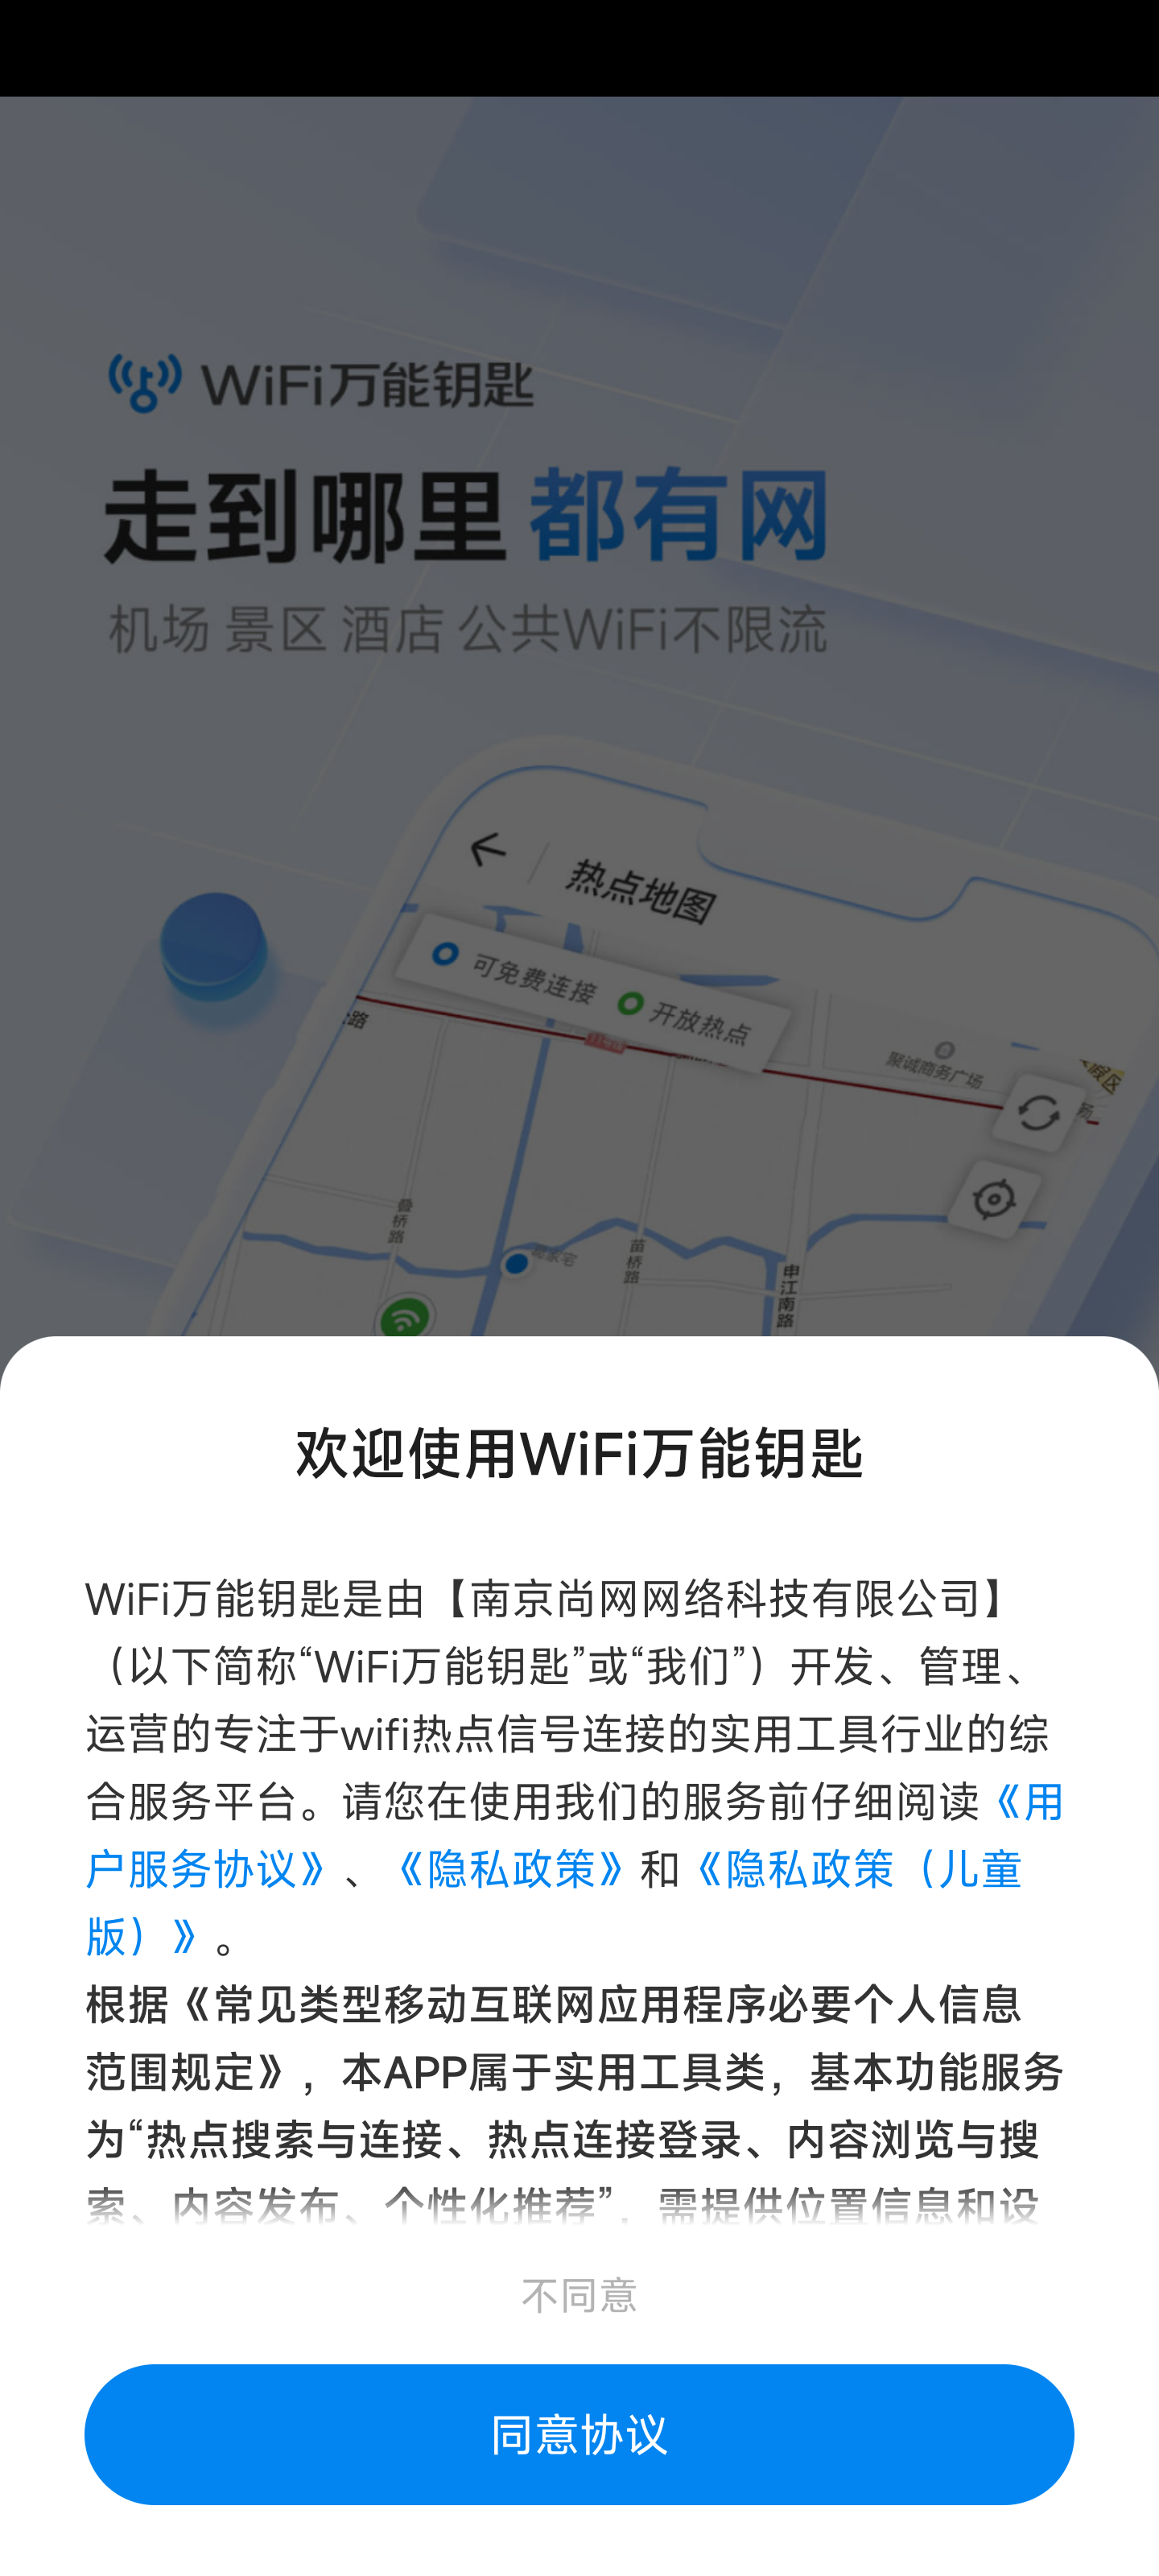 WiFi万能钥匙
走到哪里 都有网
机场 景区 酒店 公共WiFi不限流
热点地图
可免费连接 开放热点
路
聚诚商务广场
叠桥路
苗桥路
申江南路
欢迎使用WiFi万能钥匙
WiFi万能钥匙是由【南京尚网网络科技有限公司】
（以下简称“WiFi万能钥匙”或“我们”）开发、管理、
运营的专注于wifi热点信号连接的实用工具行业的综
合服务平台。请您在使用我们的服务前仔细阅读《用
户服务协议》、《隐私政策》和《隐私政策（儿童
版）》。
根据《常见类型移动互联网应用程序必要个人信息
范围规定》，本APP属于实用工具类，基本功能服务
为“热点搜索与连接、热点连接登录、内容浏览与搜
索、内容发布、个性化推荐”，需提供位置信息和设
不同意
同意协议